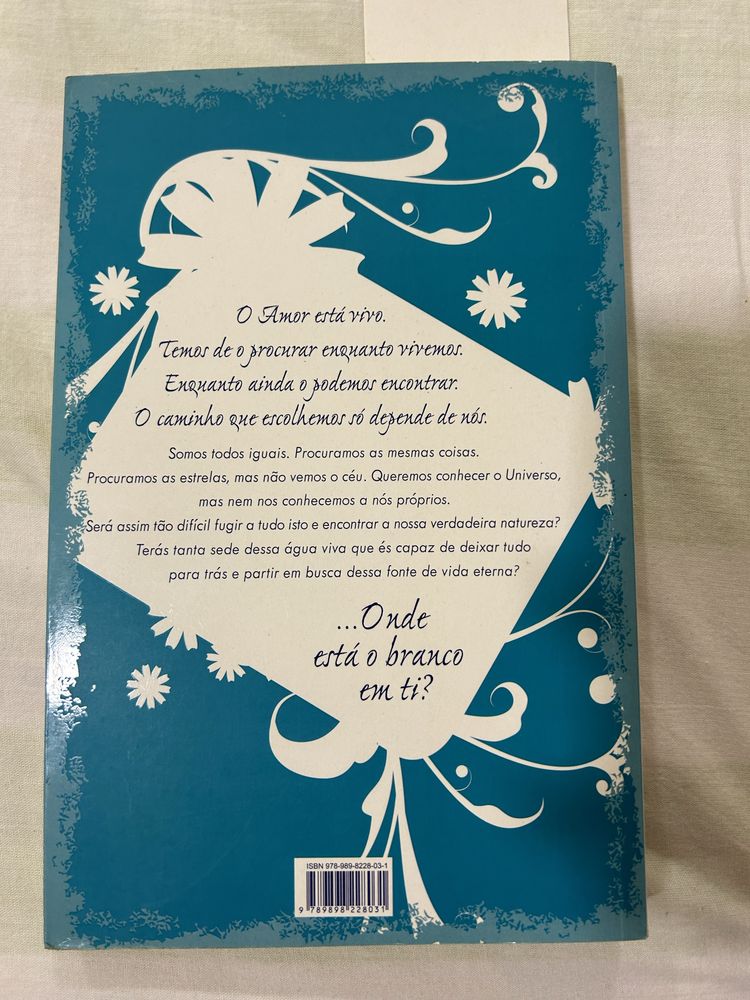 O Amor está vivo.
Temos de o procurar enquanto vivemos.
Enquanto ainda o podemos encontrar.
O caminho que escolhemos só depende de nós.
Somos todos iguais. Procuramos as mesmas coisas.
Procuramos as estrelas, mas não vemos o céu. Queremos conhecer o Universo,
mas nem nos conhecemos a nós próprios.
Será assim tão difícil fugir a tudo isto e encontrar a nossa verdadeira natureza?
Terás tanta sede dessa água viva que és capaz de deixar tudo
para trás e partir em busca dessa fonte de vida eterna?
...Onde
está o branco
em ti?
ISBN 978-989-8228-03-1
9 789898 228031